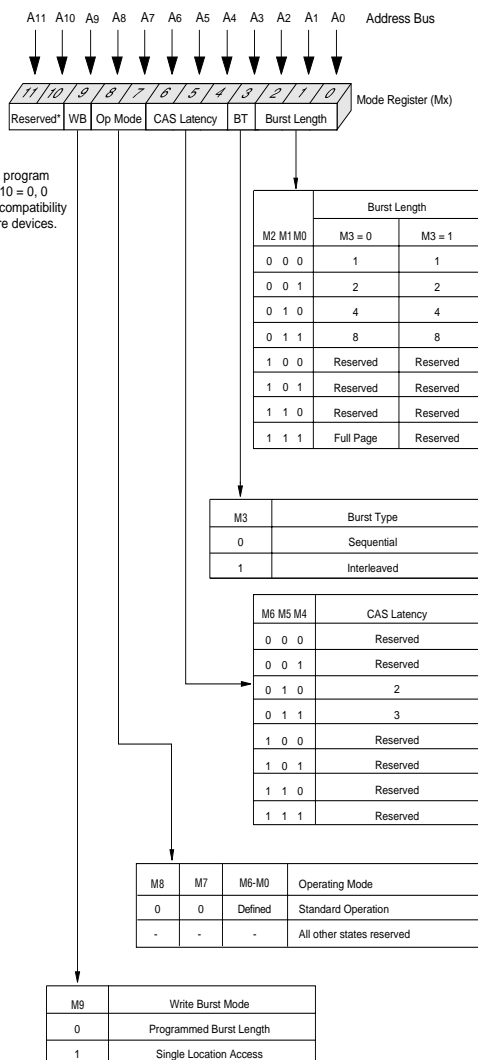 A11 A10 A9 A8 A7 A6 A5 A4 A3 A2 A1 A0 Address Bus
11 10 9 8 7 6 5 4 3 2 1 0 Mode Register (Mx)
Reserved* WB Op Mode CAS Latency BT Burst Length
program
10 = 0, 0
compatibility
re devices.
Burst Length
M2 M1 M0 M3 = 0 M3 = 1
0 0 0 1 1
0 0 1 2 2
0 1 0 4 4
0 1 1 8 8
1 0 0 Reserved Reserved
1 0 1 Reserved Reserved
1 1 0 Reserved Reserved
1 1 1 Full Page Reserved
M3 Burst Type
0 Sequential
1 Interleaved
M6 M5 M4 CAS Latency
0 0 0 Reserved
0 0 1 Reserved
0 1 0 2
0 1 1 3
1 0 0 Reserved
1 0 1 Reserved
1 1 0 Reserved
1 1 1 Reserved
M8 M7 M6-M0 Operating Mode
0 0 Defined Standard Operation
- - - All other states reserved
M9 Write Burst Mode
0 Programmed Burst Length
1 Single Location Access